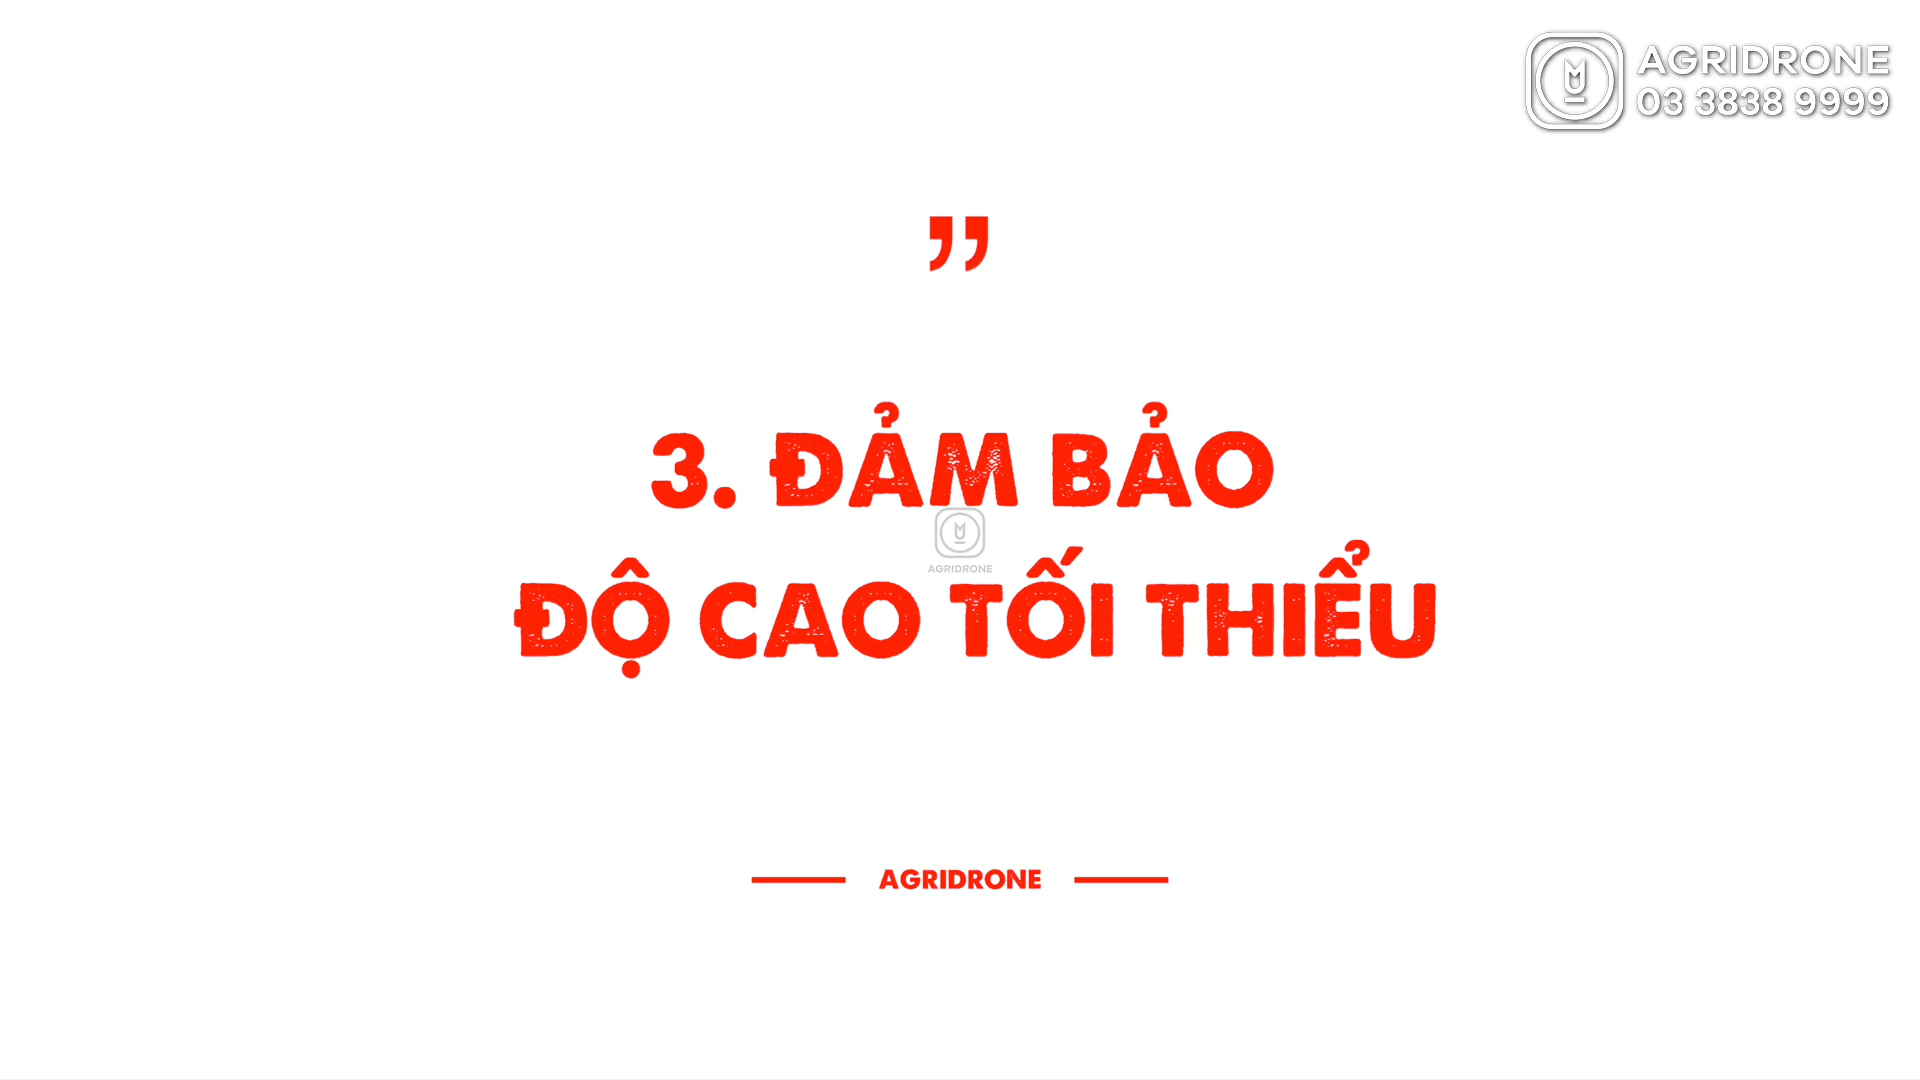 AGRIDRONE
03 3838 9999
”
3. ĐẢM BẢO
AGRIDRONE
ĐỘ CAO TỐI THIỂU
AGRIDRONE